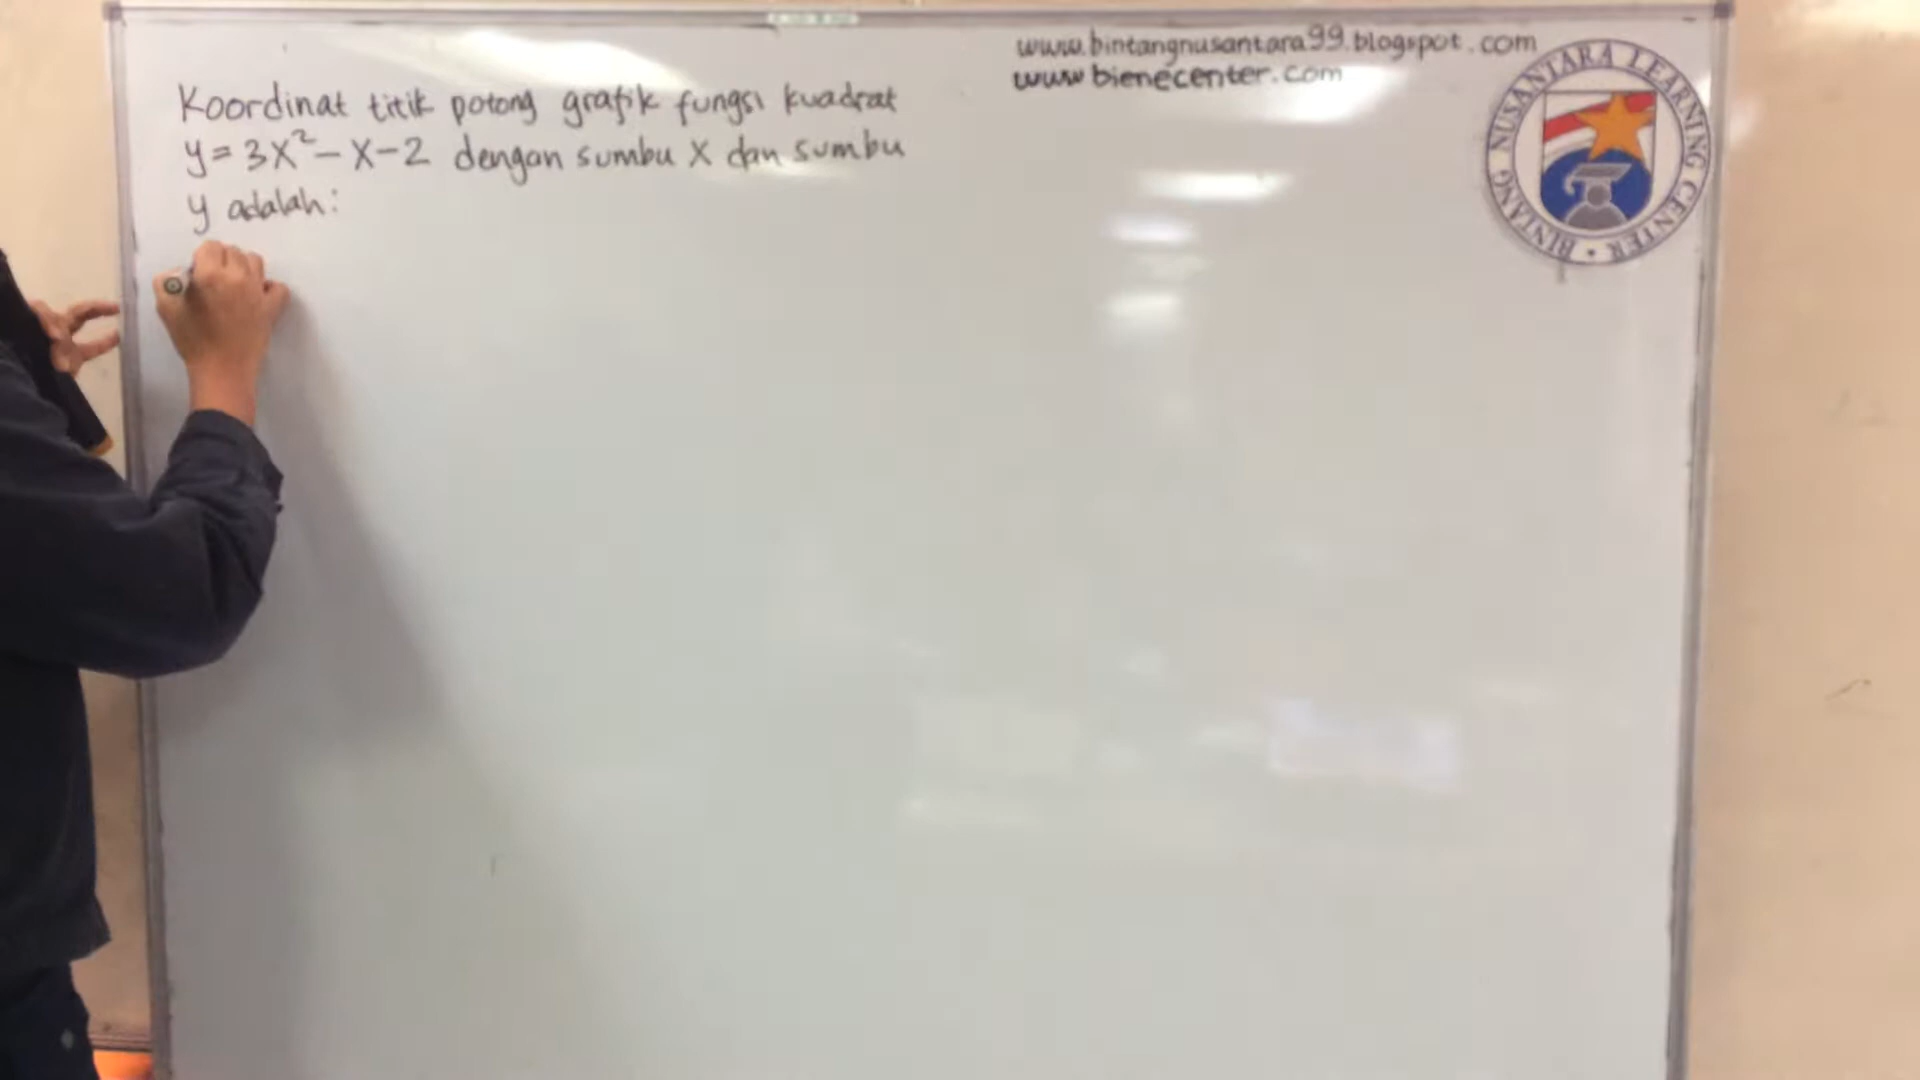 Koordinat titik potong grafik fungsi kuadrat
y = 3x² - x - 2 dengan sumbu X dan sumbu
y adalah:
www.bintangnusantara99.blogspot.com
www bienecenter.com
BINTANG NUSANTARA LEARNING CENTER •